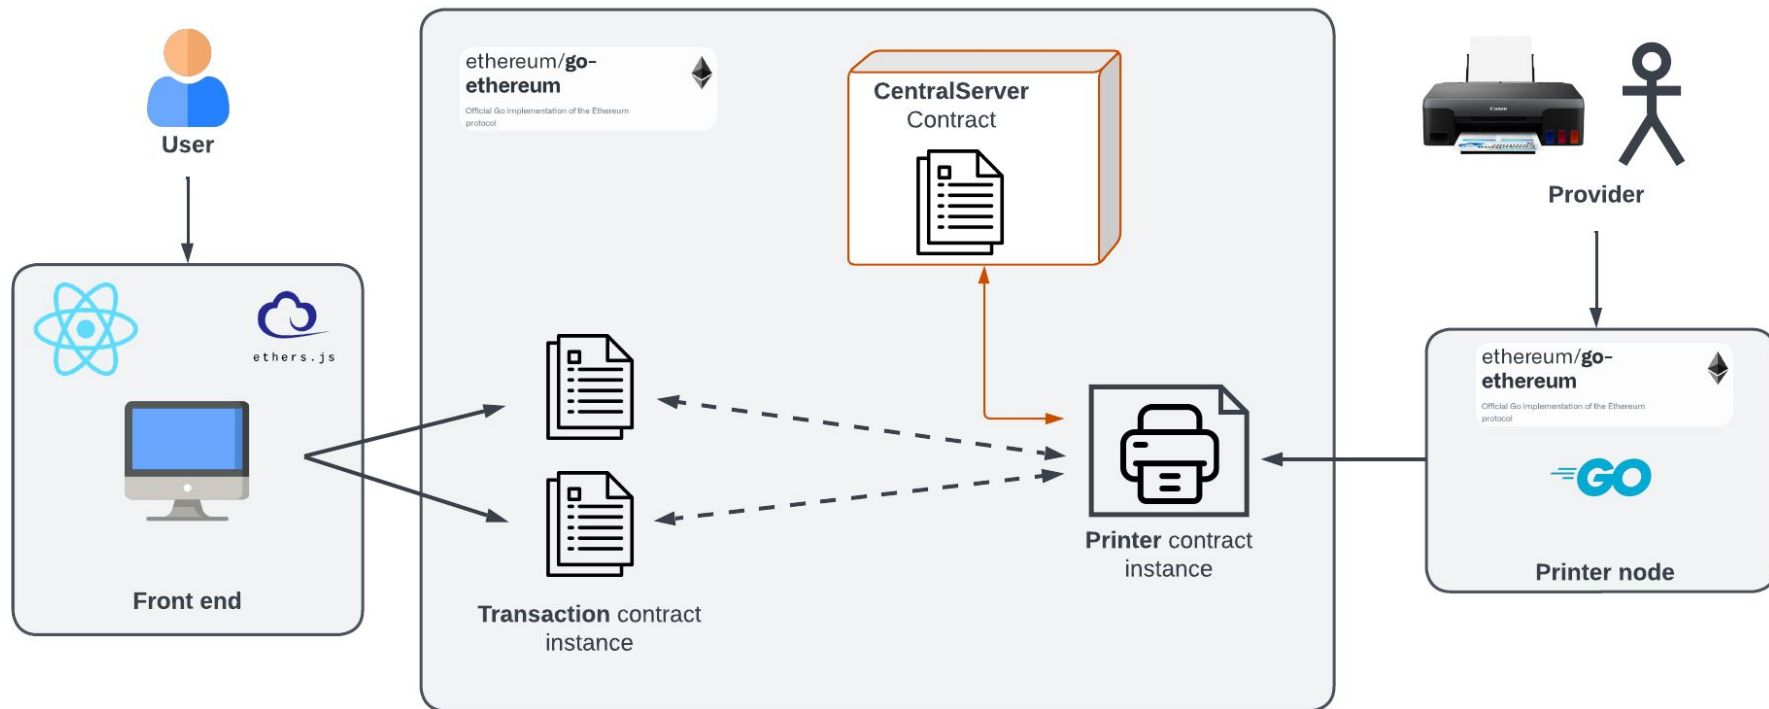 User
ethers.js
Front end
ethereum/go-
ethereum
Official Go implementation of the Ethereum
protocol
CentralServer
Contract
Transaction contract
instance
Printer contract
instance
Canon
Provider
ethereum/go-
ethereum
Official Go implementation of the Ethereum
protocol
GO
Printer node